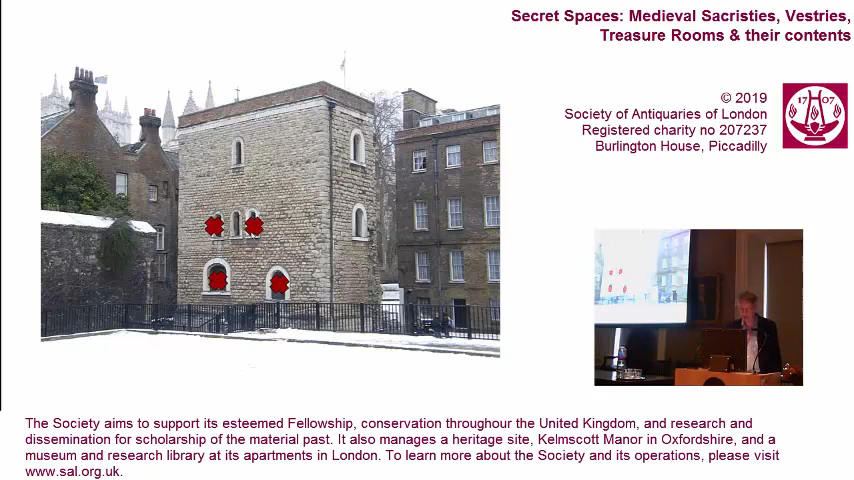 Secret Spaces: Medieval Sacristies, Vestries,
Treasure Rooms & their contents
© 2019
Society of Antiquaries of London
Registered charity no 207237
Burlington House, Piccadilly
17 07
The Society aims to support its esteemed Fellowship, conservation throughour the United Kingdom, and research and
dissemination for scholarship of the material past. It also manages a heritage site, Kelmscott Manor in Oxfordshire, and a
museum and research library at its apartments in London. To learn more about the Society and its operations, please visit
www.sal.org.uk.